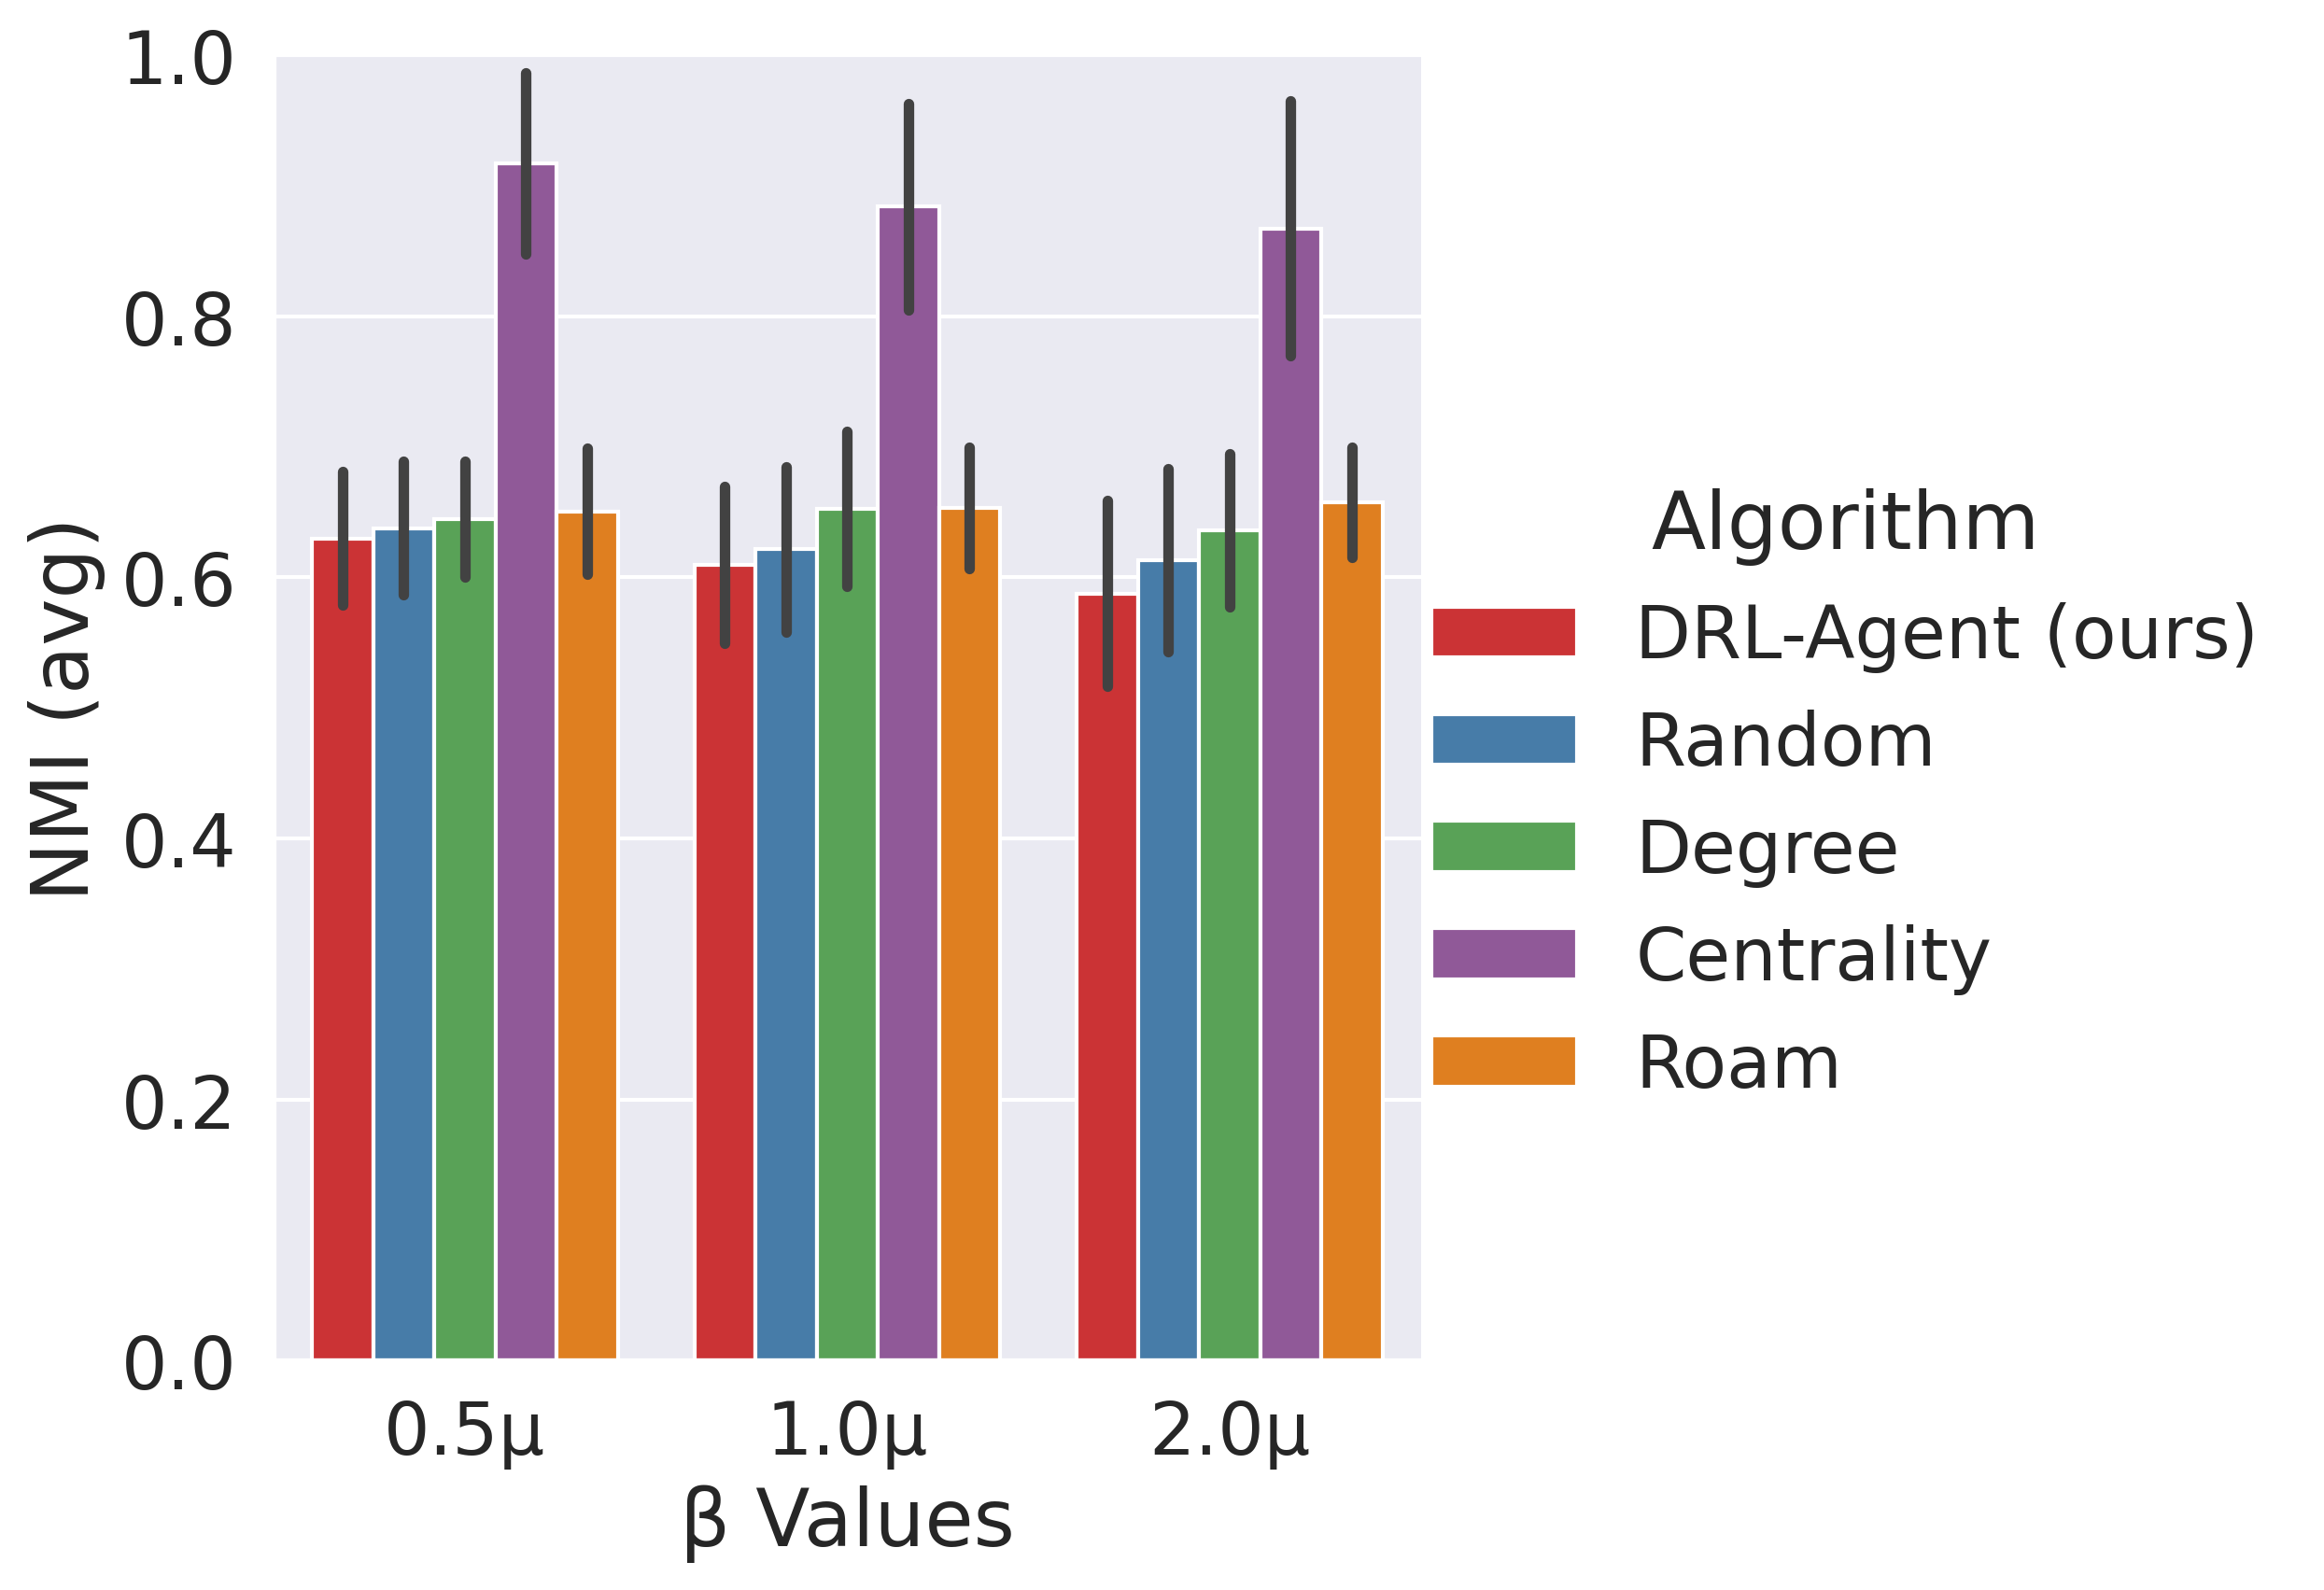 NMI (avg)
1.0
0.8
0.6
0.4
0.2
0.0
0.5μ 1.0μ 2.0μ
β Values
Algorithm
DRL-Agent (ours)
Random
Degree
Centrality
Roam